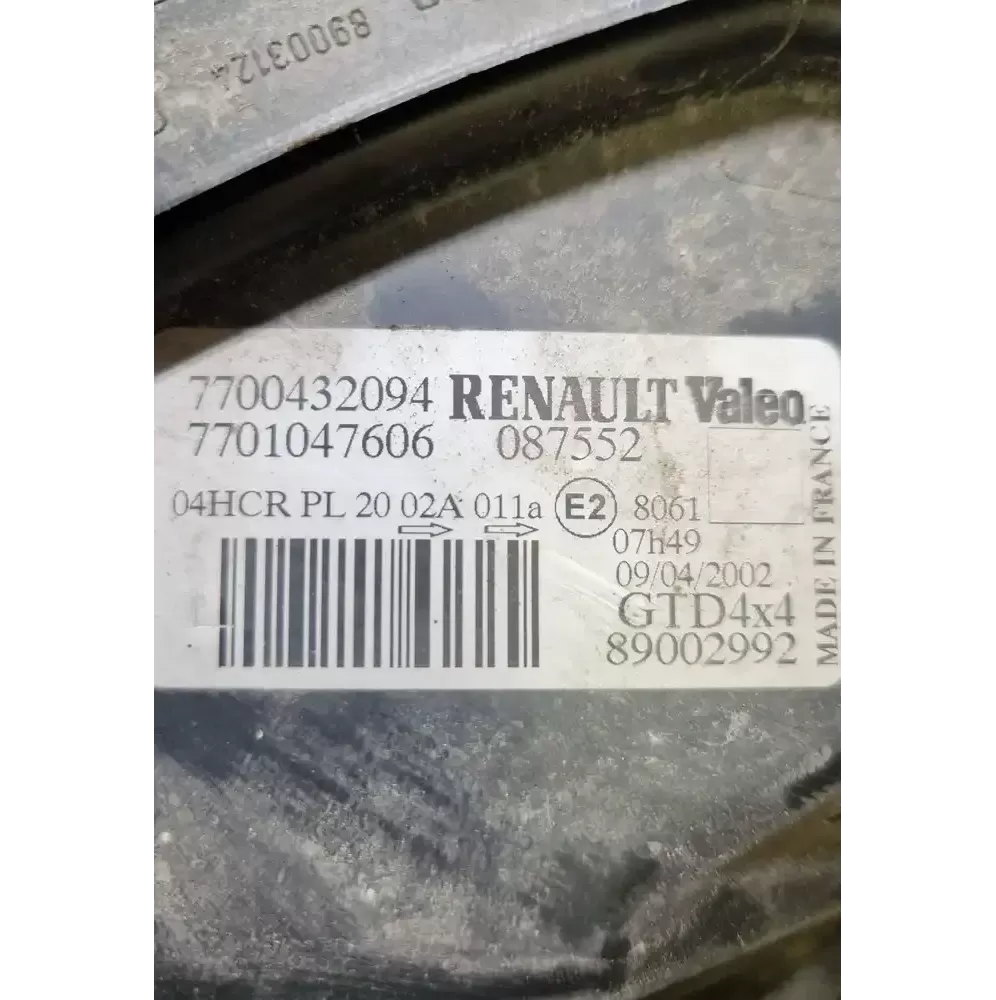 89003124
7700432094 RENAULT Valeo
7701047606 087552
04HCR PL 20 02A 011a E2 8061
07h49
09/04/2002
GTD4x4
89002992
MADE IN FRANCE